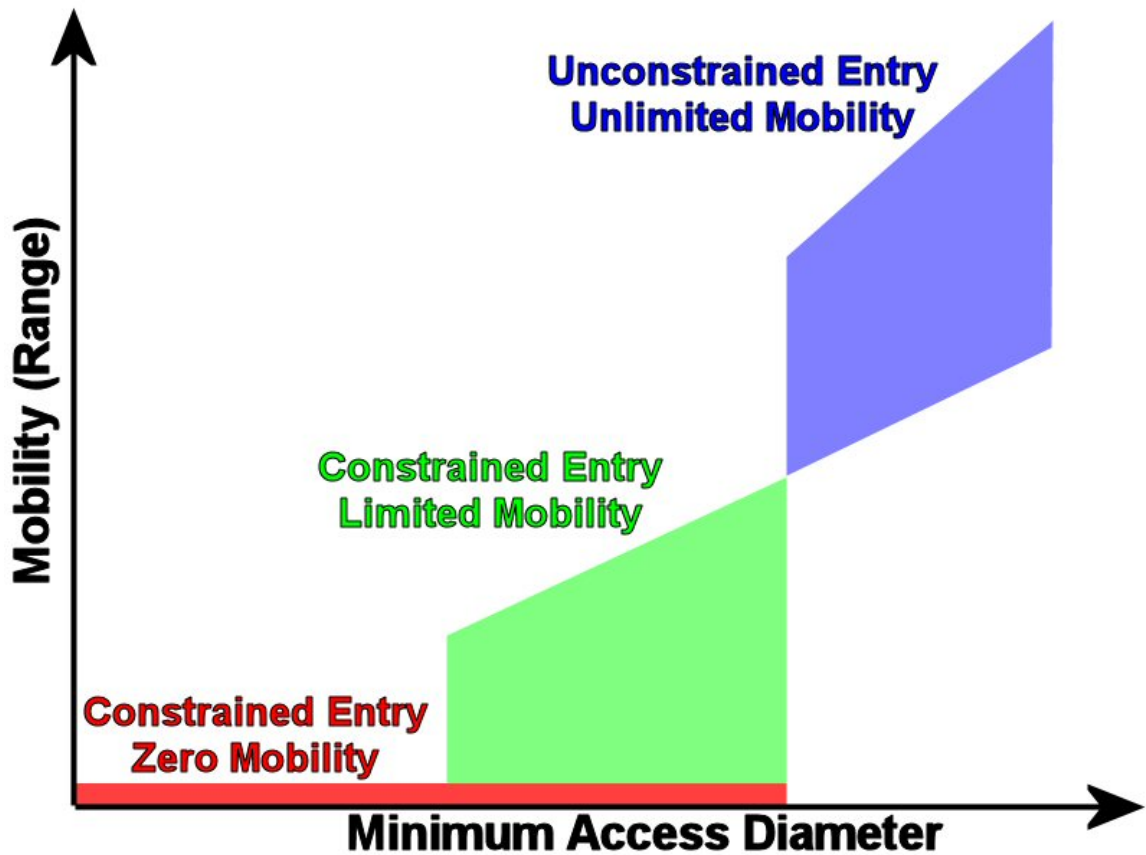 Unconstrained Entry
Unlimited Mobility
Mobility (Range)
Constrained Entry
Limited Mobility
Constrained Entry
Zero Mobility
Minimum Access Diameter